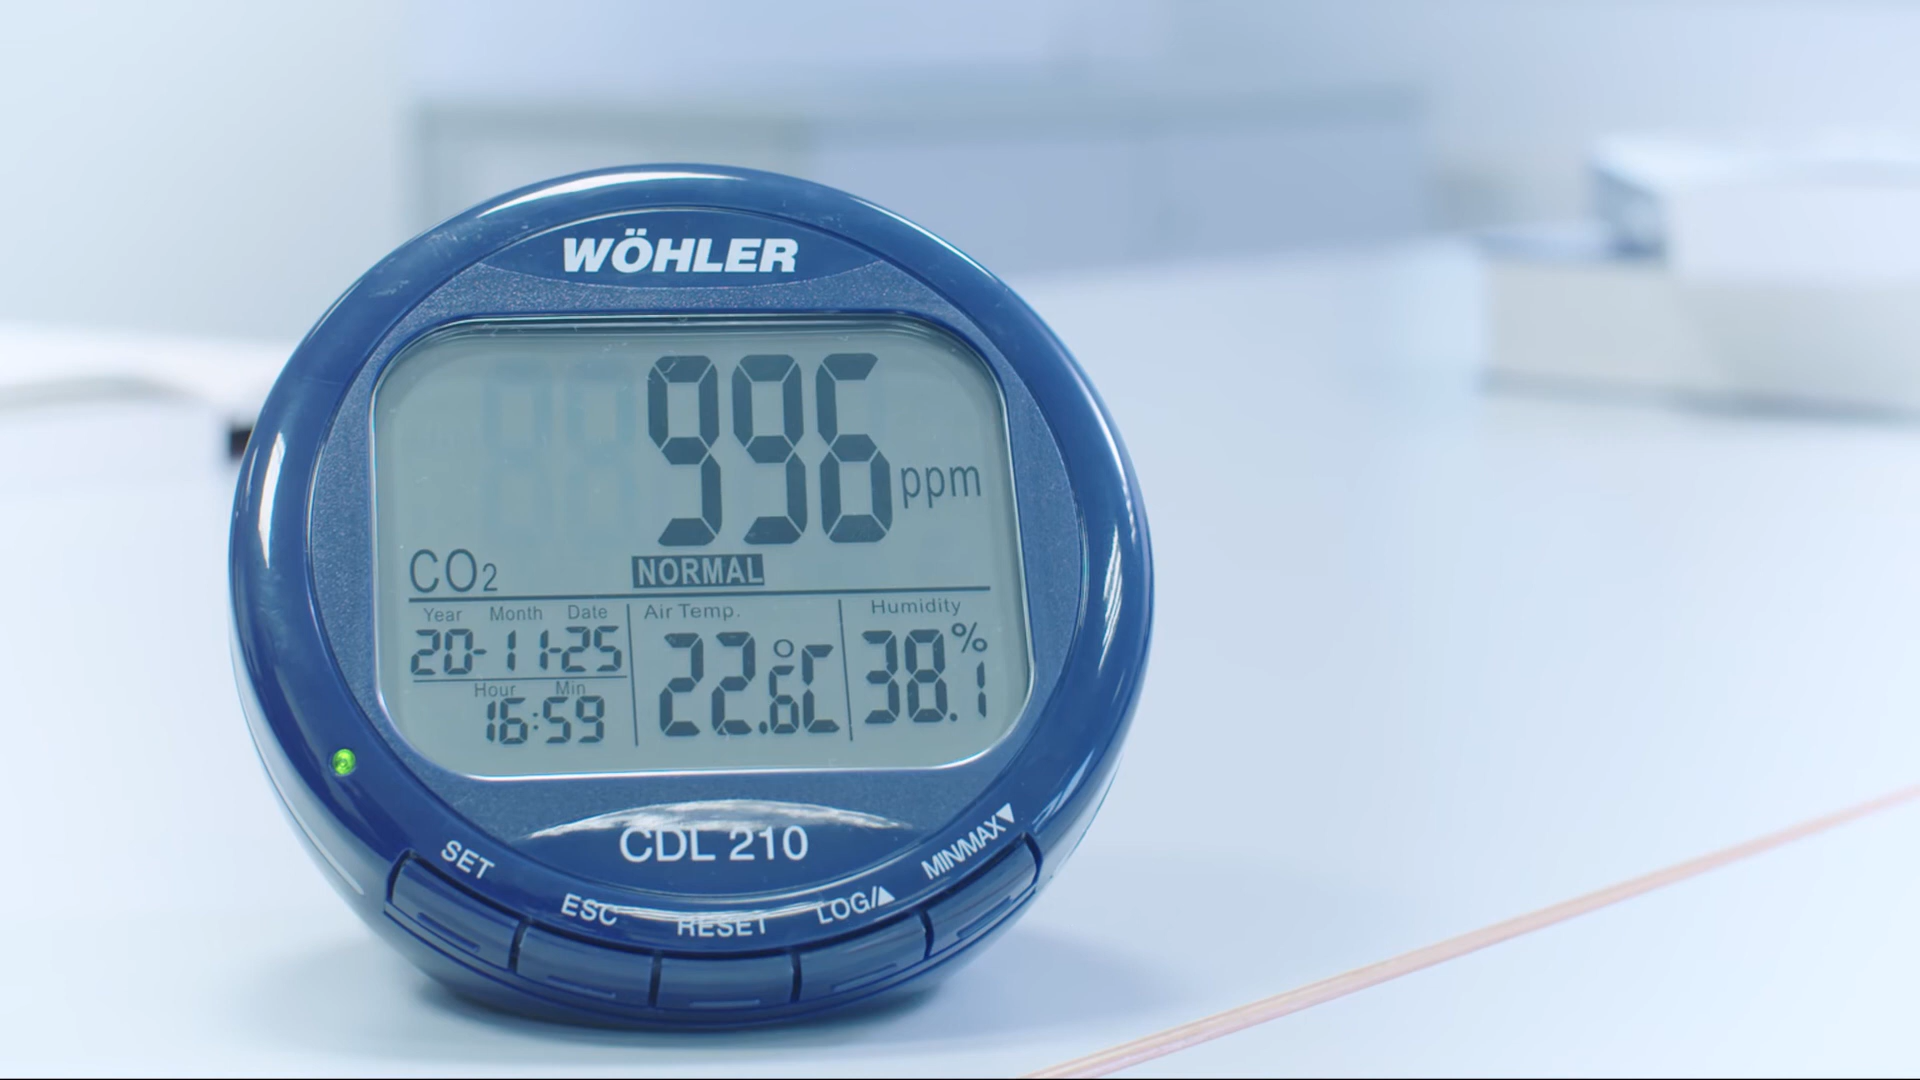 WÖHLER
996 ppm
CO2 NORMAL
Year Month Date Air Temp. Humidity
20-11-25 22.6°C 38.1%
Hour Min
16:59
CDL 210
SET ESC RESET LOG/▲ MIN/MAX▼